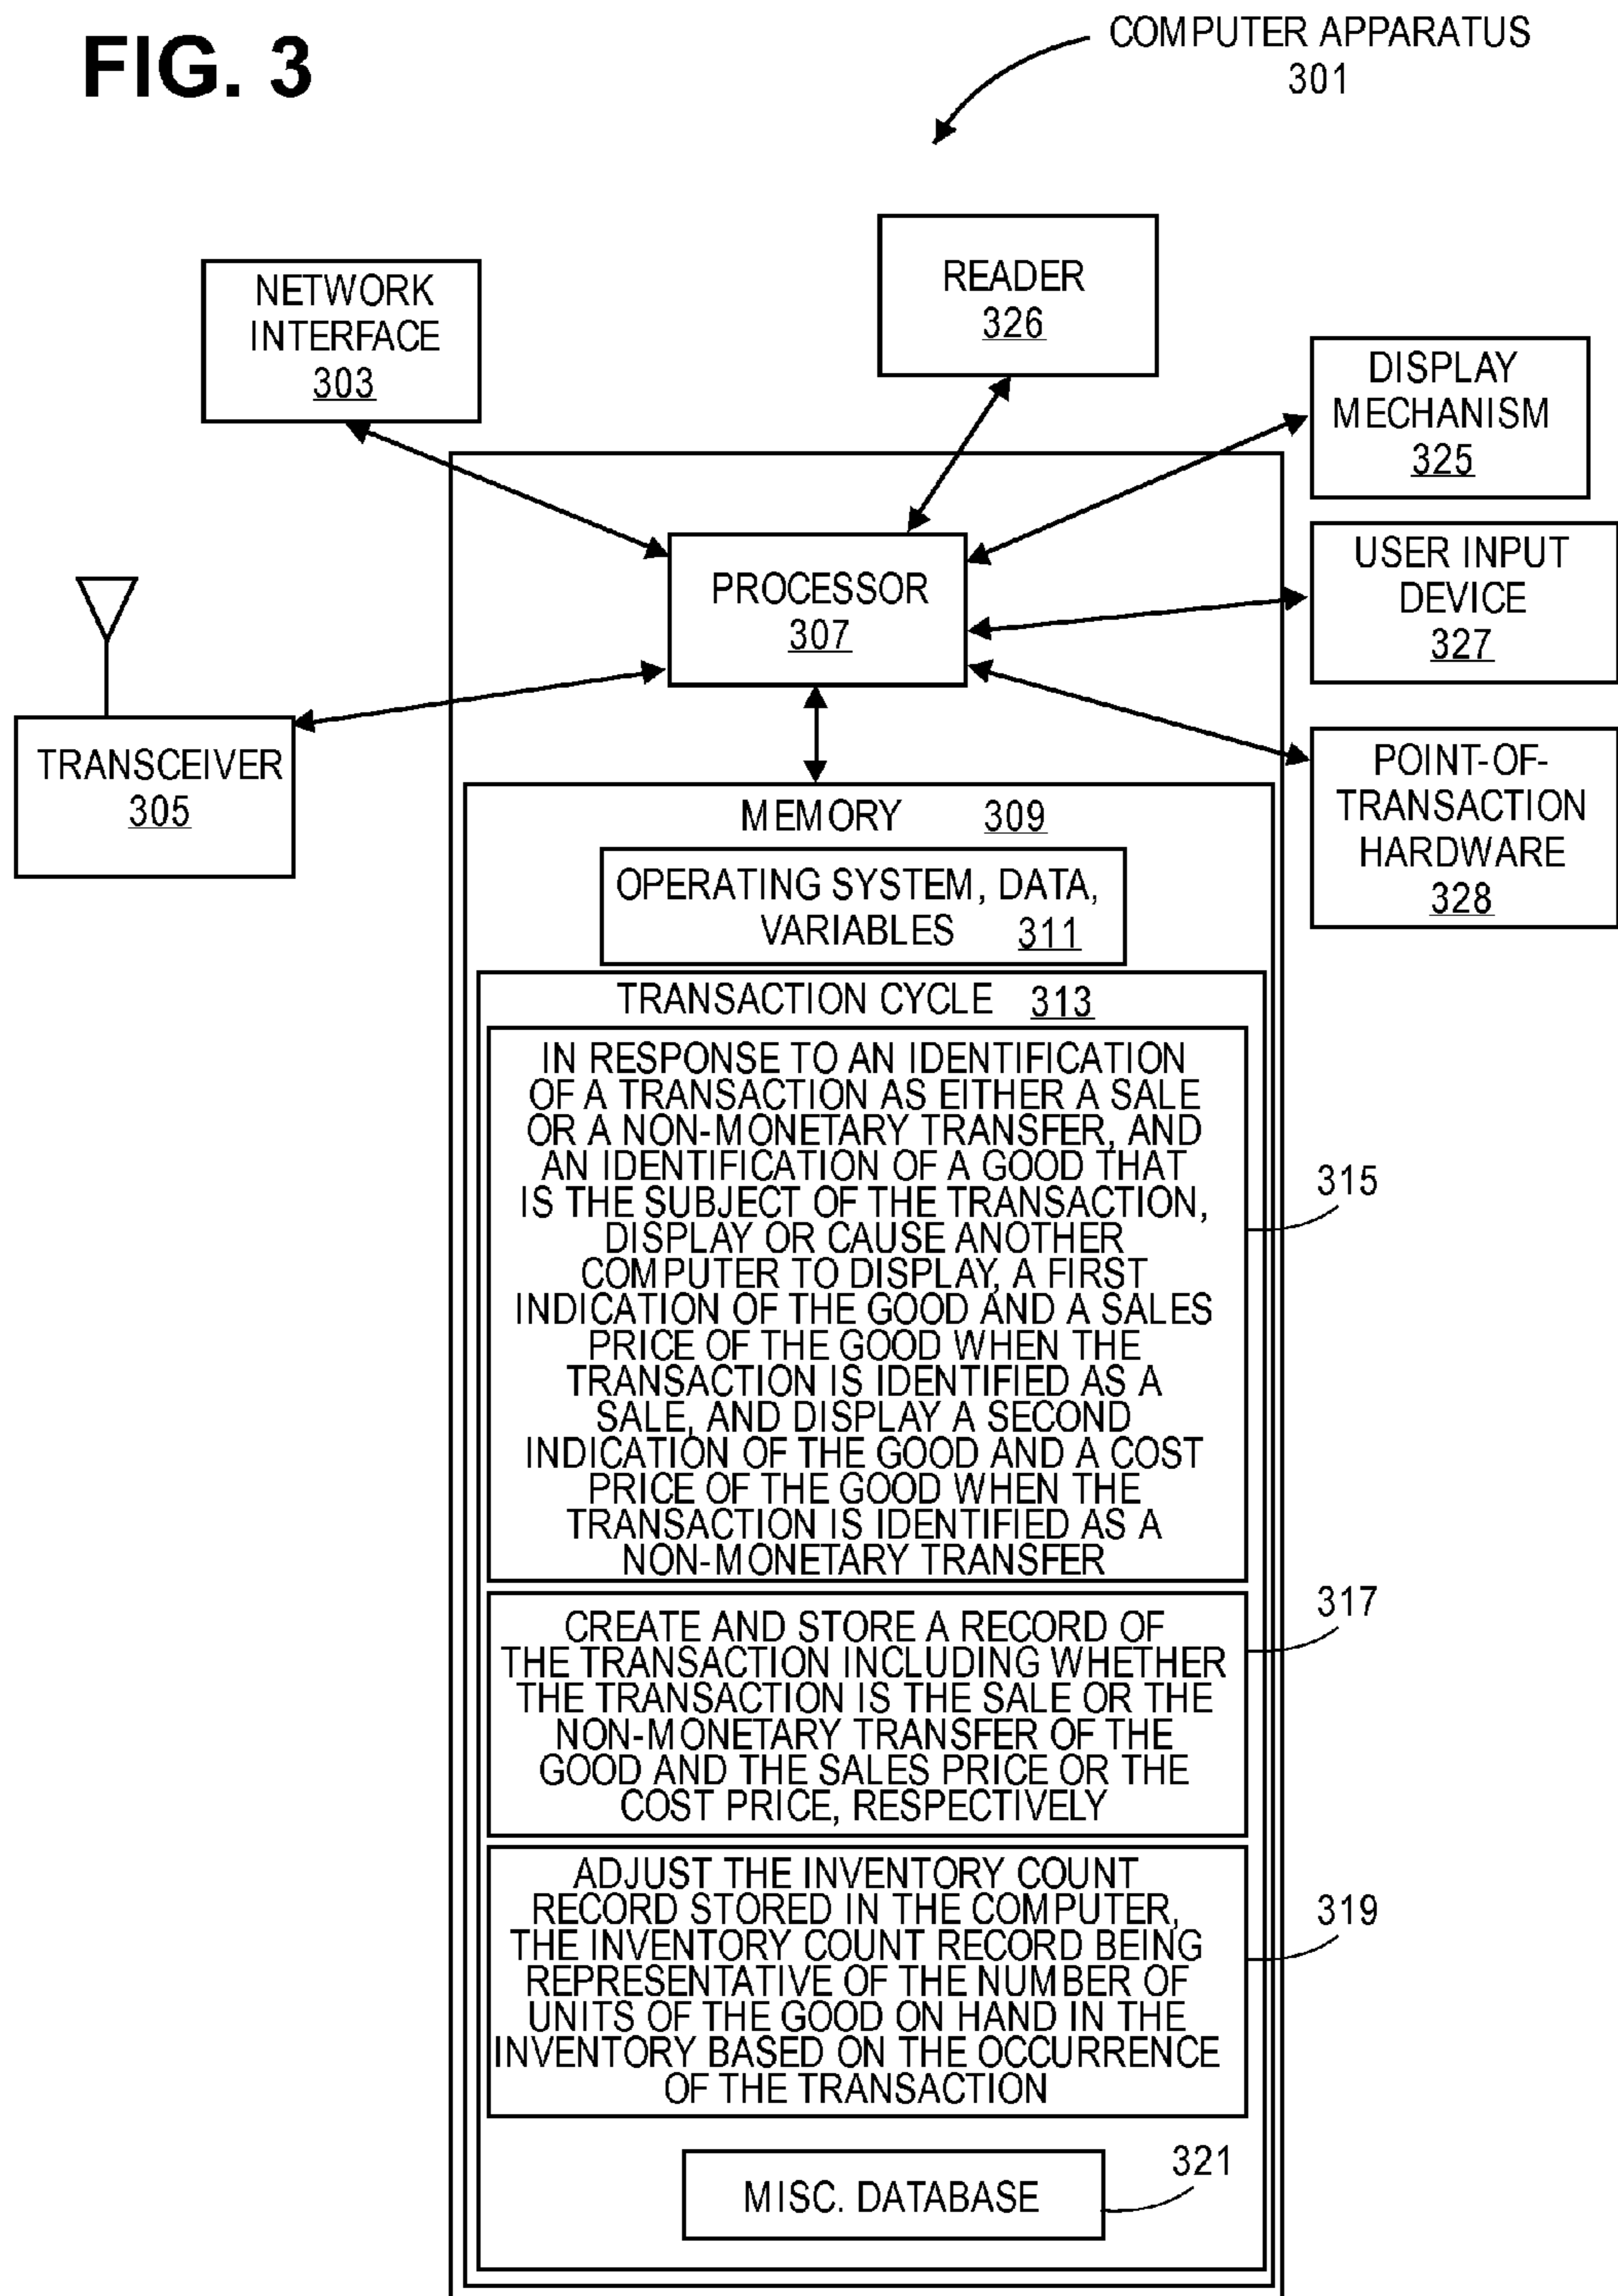 FIG. 3
COMPUTER APPARATUS
301
READER
326
NETWORK
INTERFACE
303
DISPLAY
MECHANISM
325
USER INPUT
DEVICE
327
PROCESSOR
307
TRANSCEIVER
305
POINT-OF-
TRANSACTION
HARDWARE
328
MEMORY 309
OPERATING SYSTEM, DATA,
VARIABLES 311
TRANSACTION CYCLE 313
IN RESPONSE TO AN IDENTIFICATION
OF A TRANSACTION AS EITHER A SALE
OR A NON-MONETARY TRANSFER, AND
AN IDENTIFICATION OF A GOOD THAT
IS THE SUBJECT OF THE TRANSACTION,
DISPLAY OR CAUSE ANOTHER
COMPUTER TO DISPLAY, A FIRST
INDICATION OF THE GOOD AND A SALES
PRICE OF THE GOOD WHEN THE
TRANSACTION IS IDENTIFIED AS A
SALE, AND DISPLAY A SECOND
INDICATION OF THE GOOD AND A COST
PRICE OF THE GOOD WHEN THE
TRANSACTION IS IDENTIFIED AS A
NON-MONETARY TRANSFER
315
CREATE AND STORE A RECORD OF
THE TRANSACTION INCLUDING WHETHER
THE TRANSACTION IS THE SALE OR THE
NON-MONETARY TRANSFER OF THE
GOOD AND THE SALES PRICE OR THE
COST PRICE, RESPECTIVELY
317
ADJUST THE INVENTORY COUNT
RECORD STORED IN THE COMPUTER,
THE INVENTORY COUNT RECORD BEING
REPRESENTATIVE OF THE NUMBER OF
UNITS OF THE GOOD ON HAND IN THE
INVENTORY BASED ON THE OCCURRENCE
OF THE TRANSACTION
319
MISC. DATABASE
321